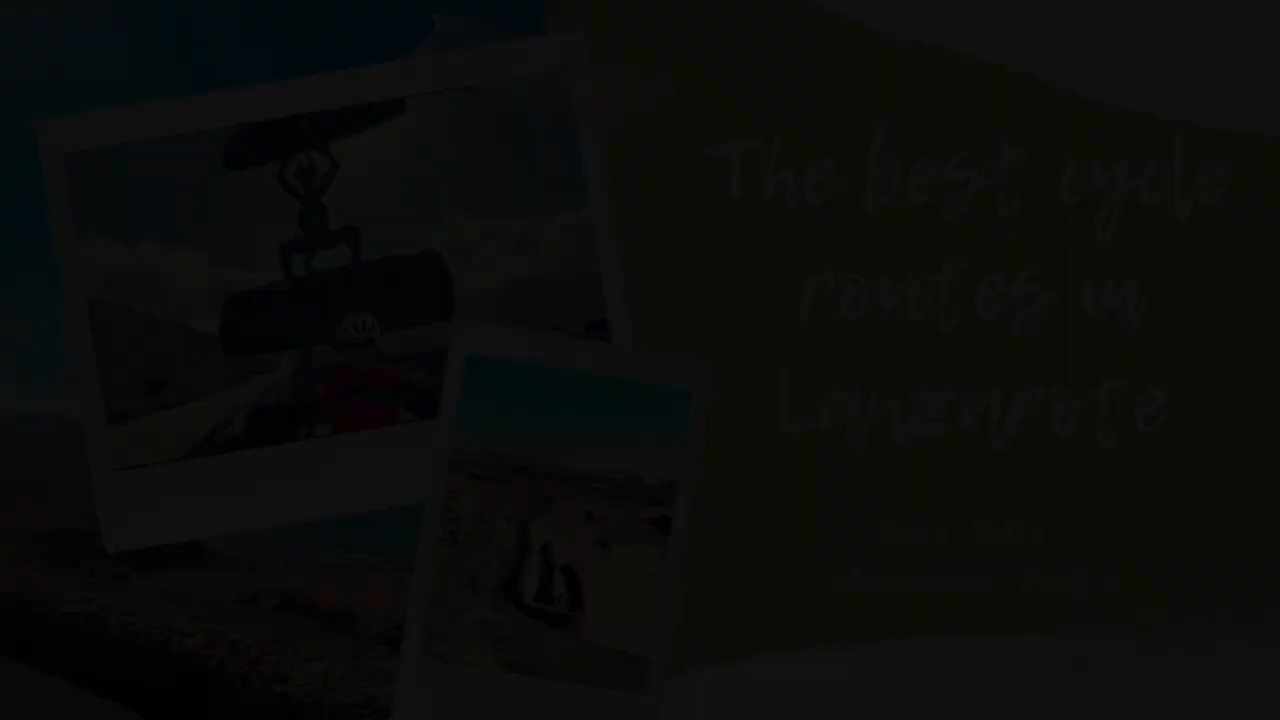 The best cycle
routes in
Lanzarote